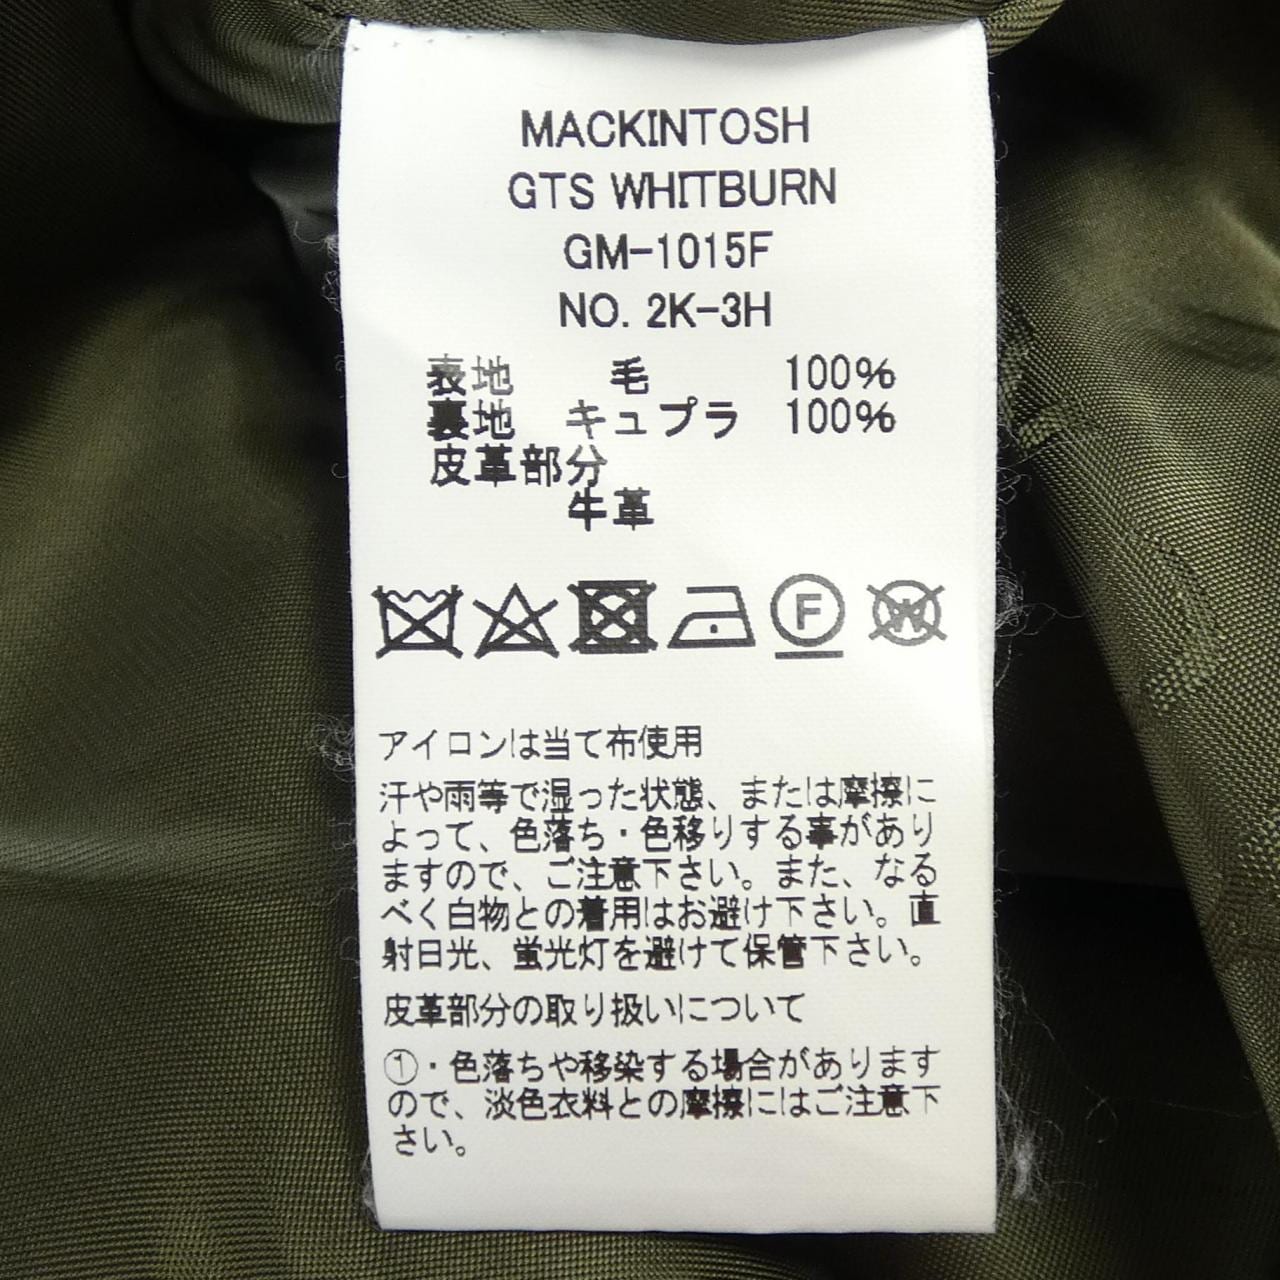 MACKINTOSH
GTS WHITBURN
GM-1015F
NO. 2K-3H
表地 毛 100%
裏地 キュプラ 100%
皮革部分
牛革
F W
アイロンは当て布使用
汗や雨等で湿った状態、または摩擦に
よって、色落ち・色移りする事があり
ますので、ご注意下さい。また、なる
べく白物との着用はお避け下さい。直
射日光、蛍光灯を避けて保管下さい。
皮革部分の取り扱いについて
①・色落ちや移染する場合があります
ので、淡色衣料との摩擦にはご注意下
さい。